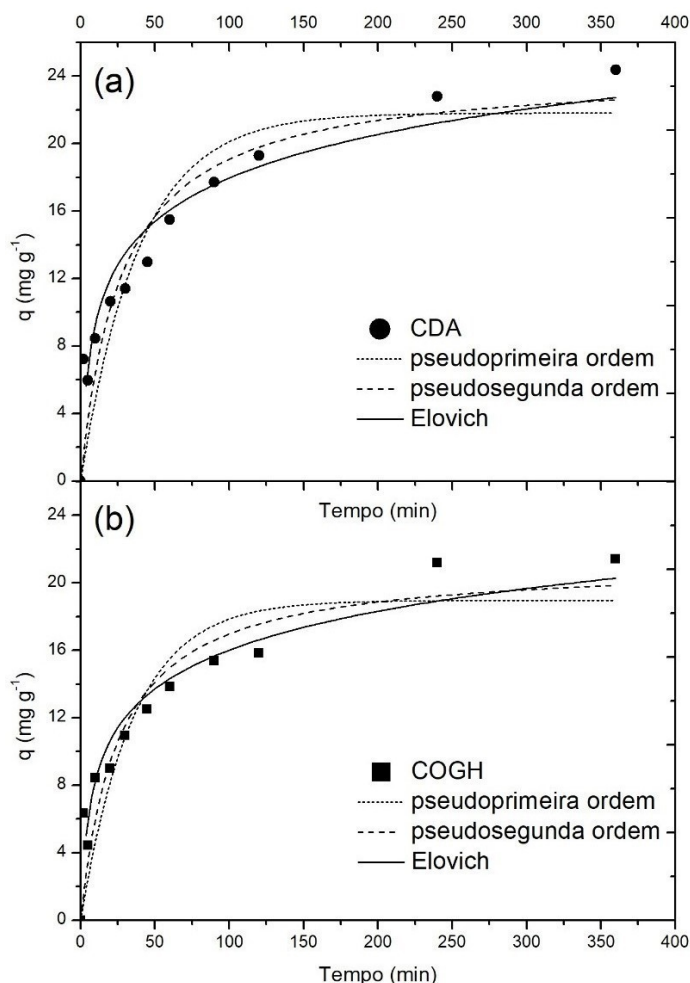 0 50 100 150 200 250 300 350 400
(a)
24
20
16
12
8
4
0
q (mg g⁻¹)
CDA
pseudoprimeira ordem
pseudosegunda ordem
Elovich
Tempo (min)
(b)
24
20
16
12
8
4
0
q (mg g⁻¹)
COGH
pseudoprimeira ordem
pseudosegunda ordem
Elovich
0 50 100 150 200 250 300 350 400
Tempo (min)